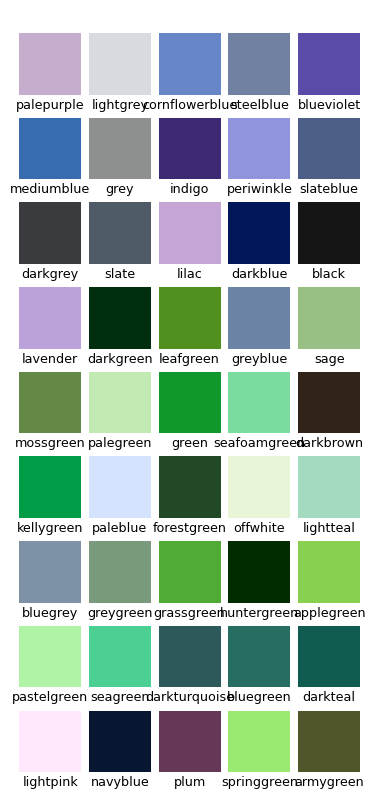 palepurple lightgrey cornflowerblue steelblue blueviolet
mediumblue grey indigo periwinkle slateblue
darkgrey slate lilac darkblue black
lavender darkgreen leafgreen greyblue sage
mossgreen palegreen green seafoamgreen darkbrown
kellygreen paleblue forestgreen offwhite lightteal
bluegrey greygreen grassgreen huntergreen applegreen
pastelgreen seagreen darkturquoise bluegreen darkteal
lightpink navyblue plum springgreen armygreen